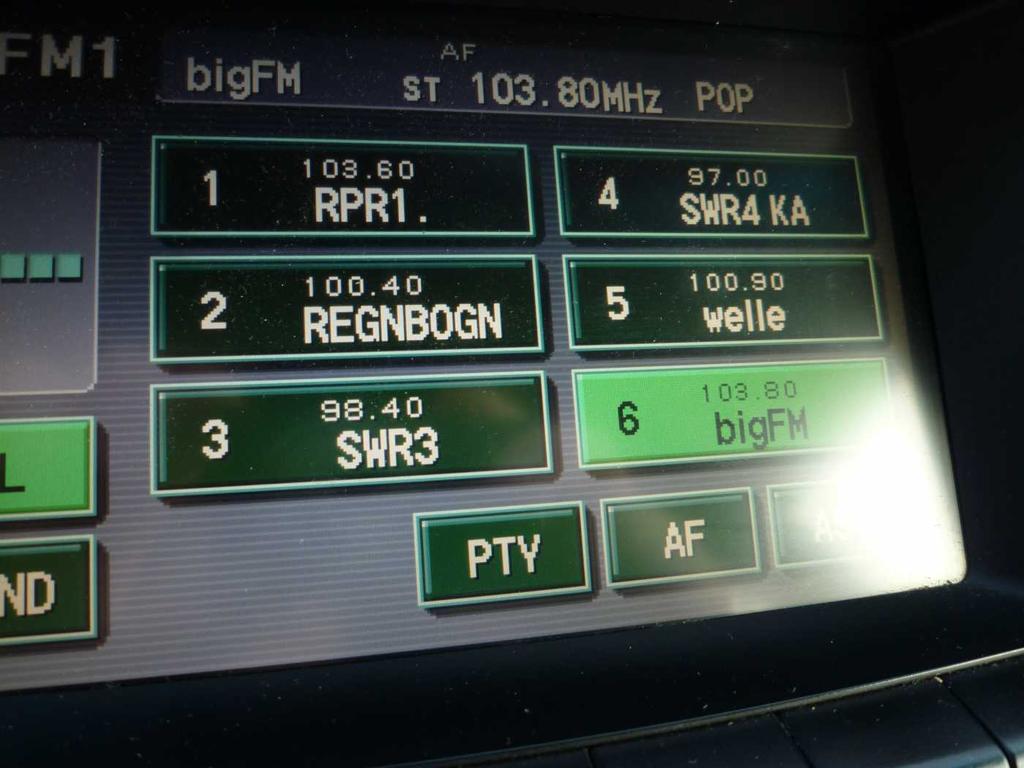 FM1
AF
bigFM ST 103.80MHz POP
1 103.60
RPR1.
4 97.00
SWR4 KA
2 100.40
REGNBOGN
5 100.90
welle
3 98.40
SWR3
6 103.80
bigFM
L
PTY
AF
ND